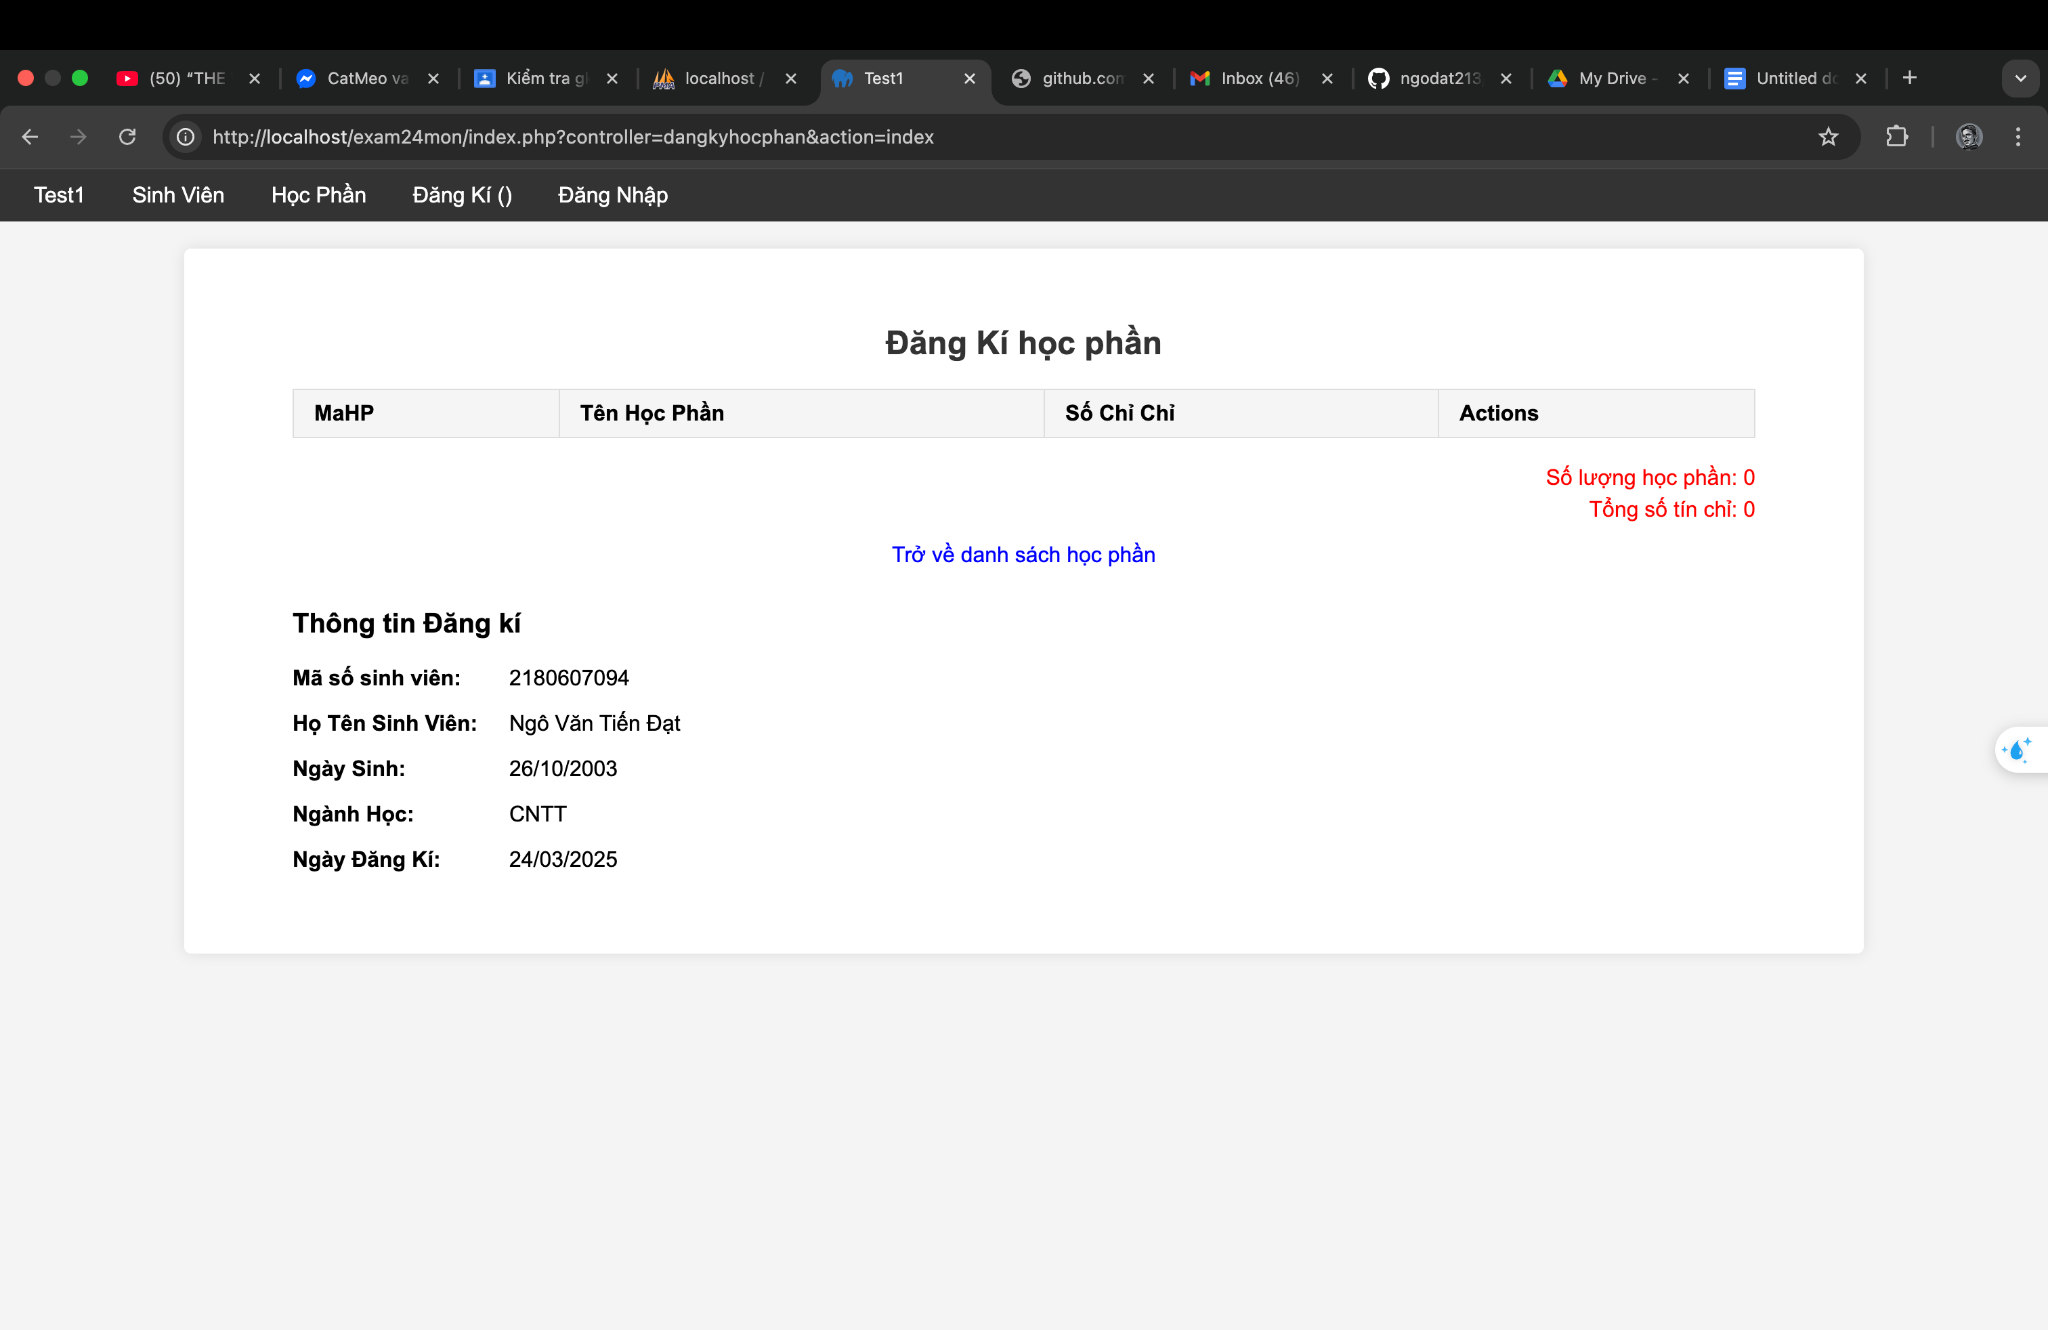 (50) “THE
CatMeo va
Kiểm tra gi
localhost /
Test1
github.com
Inbox (46)
ngodat213
My Drive -
Untitled do
http://localhost/exam24mon/index.php?controller=dangkyhocphan&action=index
Test1 Sinh Viên Học Phần Đăng Kí () Đăng Nhập
Đăng Kí học phần
MaHP Tên Học Phần Số Chỉ Chỉ Actions
Số lượng học phần: 0
Tổng số tín chỉ: 0
Trở về danh sách học phần
Thông tin Đăng kí
Mã số sinh viên: 2180607094
Họ Tên Sinh Viên: Ngô Văn Tiến Đạt
Ngày Sinh: 26/10/2003
Ngành Học: CNTT
Ngày Đăng Kí: 24/03/2025